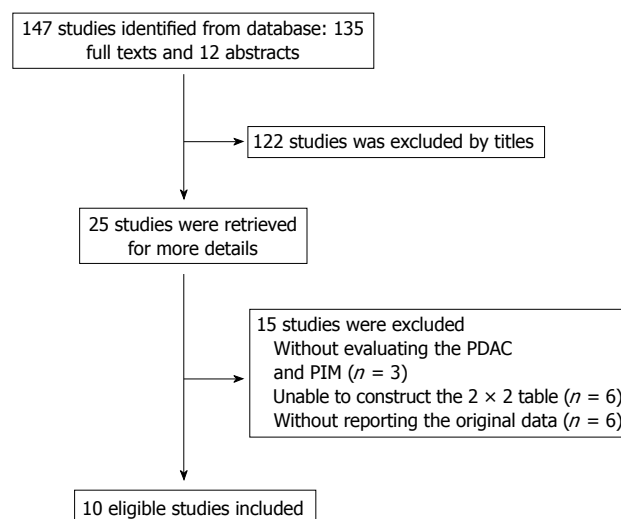 147 studies identified from database: 135
full texts and 12 abstracts
122 studies was excluded by titles
25 studies were retrieved
for more details
15 studies were excluded
Without evaluating the PDAC
and PIM (n = 3)
Unable to construct the 2 × 2 table (n = 6)
Without reporting the original data (n = 6)
10 eligible studies included